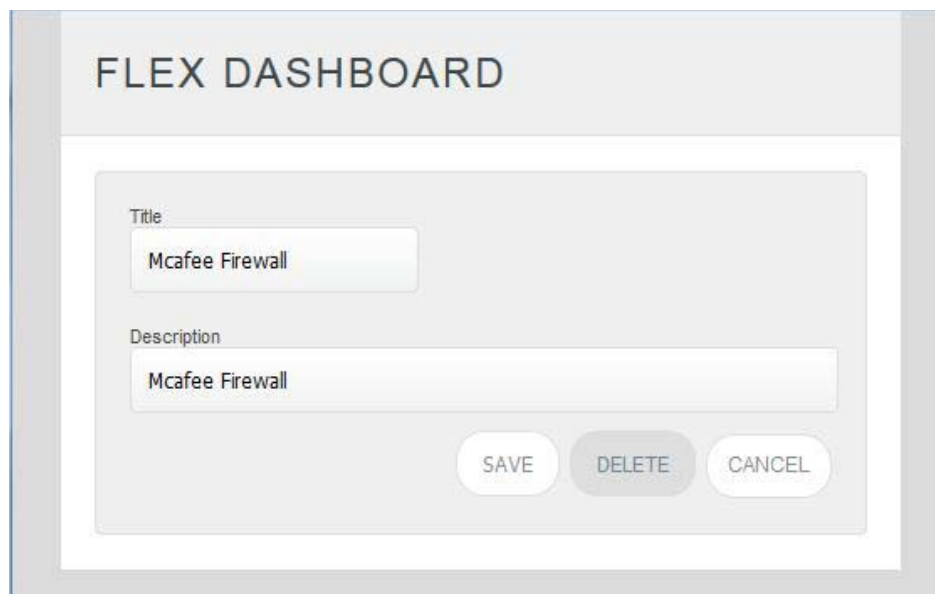 FLEX DASHBOARD
Title
Mcafee Firewall
Description
Mcafee Firewall
SAVE DELETE CANCEL